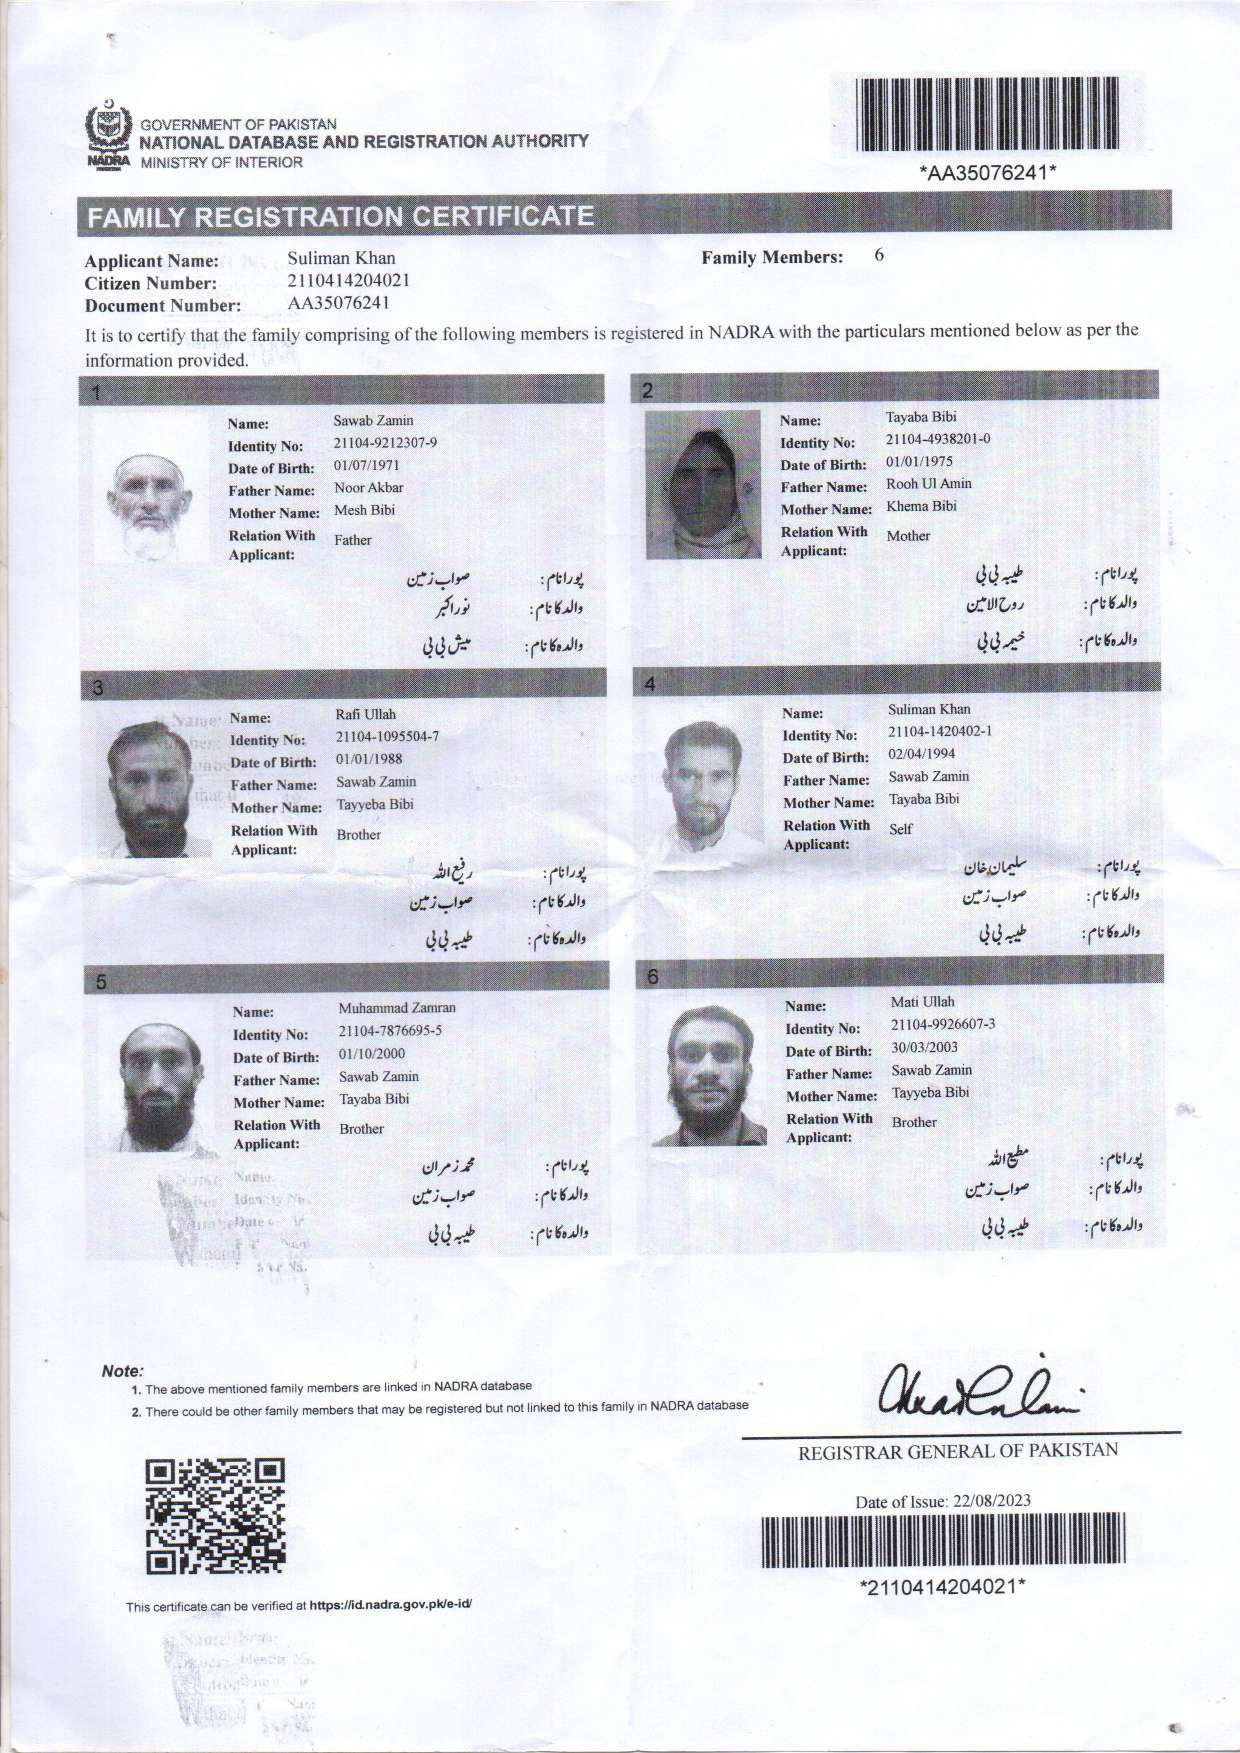 GOVERNMENT OF PAKISTAN
NATIONAL DATABASE AND REGISTRATION AUTHORITY
NADRA MINISTRY OF INTERIOR
*AA35076241*
FAMILY REGISTRATION CERTIFICATE
Applicant Name: Suliman Khan
Family Members: 6
Citizen Number: 2110414204021
Document Number: AA35076241
It is to certify that the family comprising of the following members is registered in NADRA with the particulars mentioned below as per the
information provided.
1
Name: Sawab Zamin
Identity No: 21104-9212307-9
Date of Birth: 01/07/1971
Father Name: Noor Akbar
Mother Name: Mesh Bibi
Relation With Applicant: Father
پورا نام: صواب زمین
والد کا نام: نور اکبر
والدہ کا نام: میش بی بی
2
Name: Tayaba Bibi
Identity No: 21104-4938201-0
Date of Birth: 01/01/1975
Father Name: Rooh Ul Amin
Mother Name: Khema Bibi
Relation With Applicant: Mother
پورا نام: طیبہ بی بی
والد کا نام: روح الامین
والدہ کا نام: خیمہ بی بی
3
Name: Rafi Ullah
Identity No: 21104-1095504-7
Date of Birth: 01/01/1988
Father Name: Sawab Zamin
Mother Name: Tayyeba Bibi
Relation With Applicant: Brother
پورا نام: رفیع اللہ
والد کا نام: صواب زمین
والدہ کا نام: طیبہ بی بی
4
Name: Suliman Khan
Identity No: 21104-1420402-1
Date of Birth: 02/04/1994
Father Name: Sawab Zamin
Mother Name: Tayaba Bibi
Relation With Applicant: Self
پورا نام: سلیمان خان
والد کا نام: صواب زمین
والدہ کا نام: طیبہ بی بی
5
Name: Muhammad Zamran
Identity No: 21104-7876695-5
Date of Birth: 01/10/2000
Father Name: Sawab Zamin
Mother Name: Tayaba Bibi
Relation With Applicant: Brother
پورا نام: محمد زمران
والد کا نام: صواب زمین
والدہ کا نام: طیبہ بی بی
6
Name: Mati Ullah
Identity No: 21104-9926607-3
Date of Birth: 30/03/2003
Father Name: Sawab Zamin
Mother Name: Tayyeba Bibi
Relation With Applicant: Brother
پورا نام: مطیع اللہ
والد کا نام: صواب زمین
والدہ کا نام: طیبہ بی بی
Note:
1. The above mentioned family members are linked in NADRA database
2. There could be other family members that may be registered but not linked to this family in NADRA database
REGISTRAR GENERAL OF PAKISTAN
Date of Issue: 22/08/2023
*2110414204021*
This certificate can be verified at https://id.nadra.gov.pk/e-id/